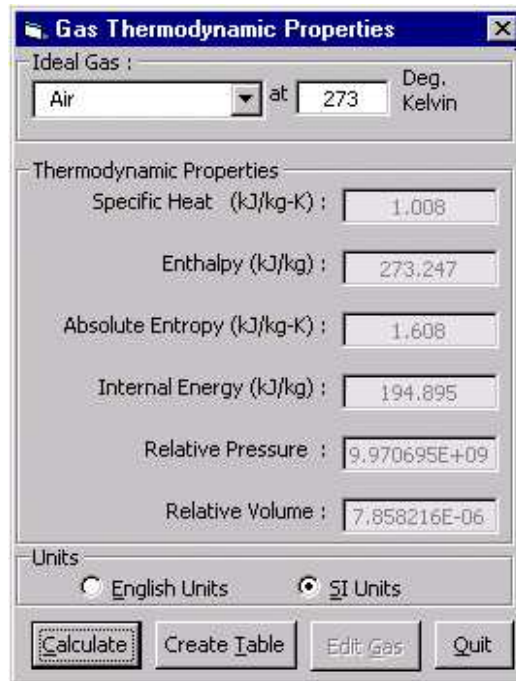 Gas Thermodynamic Properties
Ideal Gas :
Air at 273 Deg. Kelvin
Thermodynamic Properties
Specific Heat (kJ/kg-K) : 1.008
Enthalpy (kJ/kg) : 273.247
Absolute Entropy (kJ/kg-K) : 1.608
Internal Energy (kJ/kg) : 194.895
Relative Pressure : 9.970695E+09
Relative Volume : 7.858216E-06
Units
English Units SI Units
Calculate Create Table Edit Gas Quit